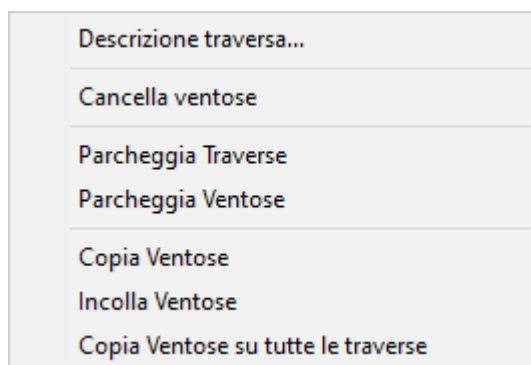 Descrizione traversa...
Cancella ventose
Parcheggia Traverse
Parcheggia Ventose
Copia Ventose
Incolla Ventose
Copia Ventose su tutte le traverse